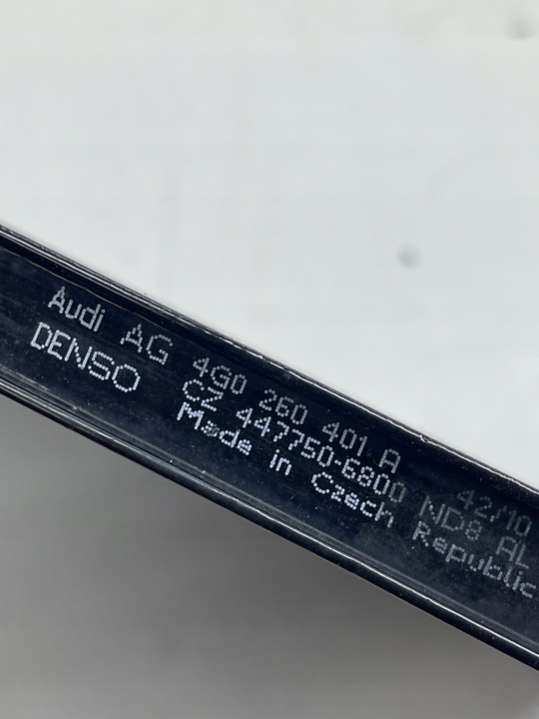 Audi AG 4G0 260 401 A 42/10
DENSO CZ 447750-6800 ND8 AL
Made in Czech Republic